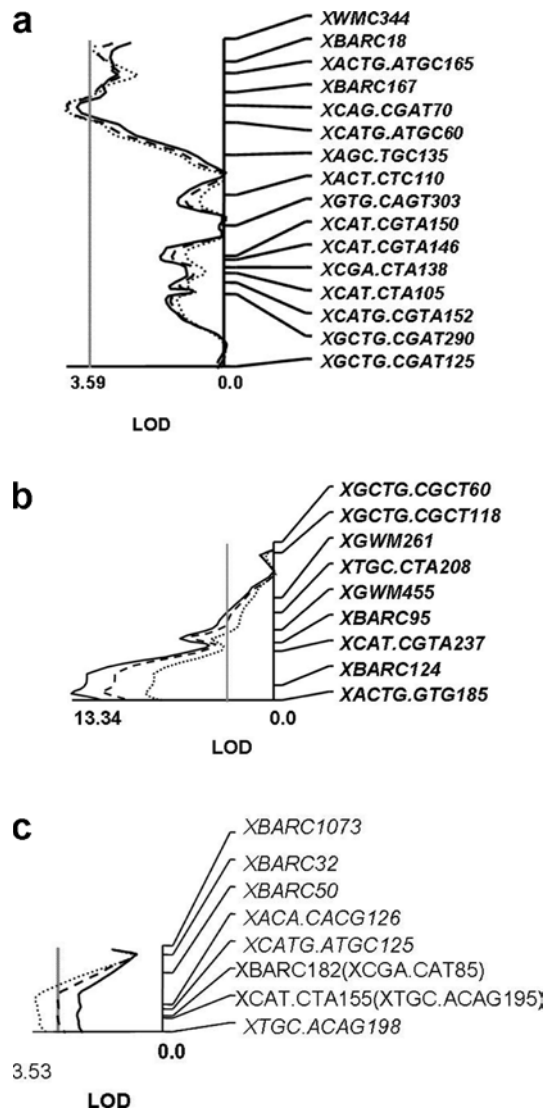 a
XWMC344
XBARC18
XACTG.ATGC165
XBARC167
XCAG.CGAT70
XCATG.ATGC60
XAGC.TGC135
XACT.CTC110
XGTG.CAGT303
XCAT.CGTA150
XCAT.CGTA146
XCGA.CTA138
XCAT.CTA105
XCATG.CGTA152
XGCTG.CGAT290
XGCTG.CGAT125
3.59 0.0
LOD
b
XGCTG.CGCT60
XGCTG.CGCT118
XGWM261
XTGC.CTA208
XGWM455
XBARC95
XCAT.CGTA237
XBARC124
XACTG.GTG185
13.34 0.0
LOD
c
XBARC1073
XBARC32
XBARC50
XACA.CACG126
XCATG.ATGC125
XBARC182(XCGA.CAT85)
XCAT.CTA155(XTGC.ACAG195)
XTGC.ACAG198
0.0
3.53
LOD